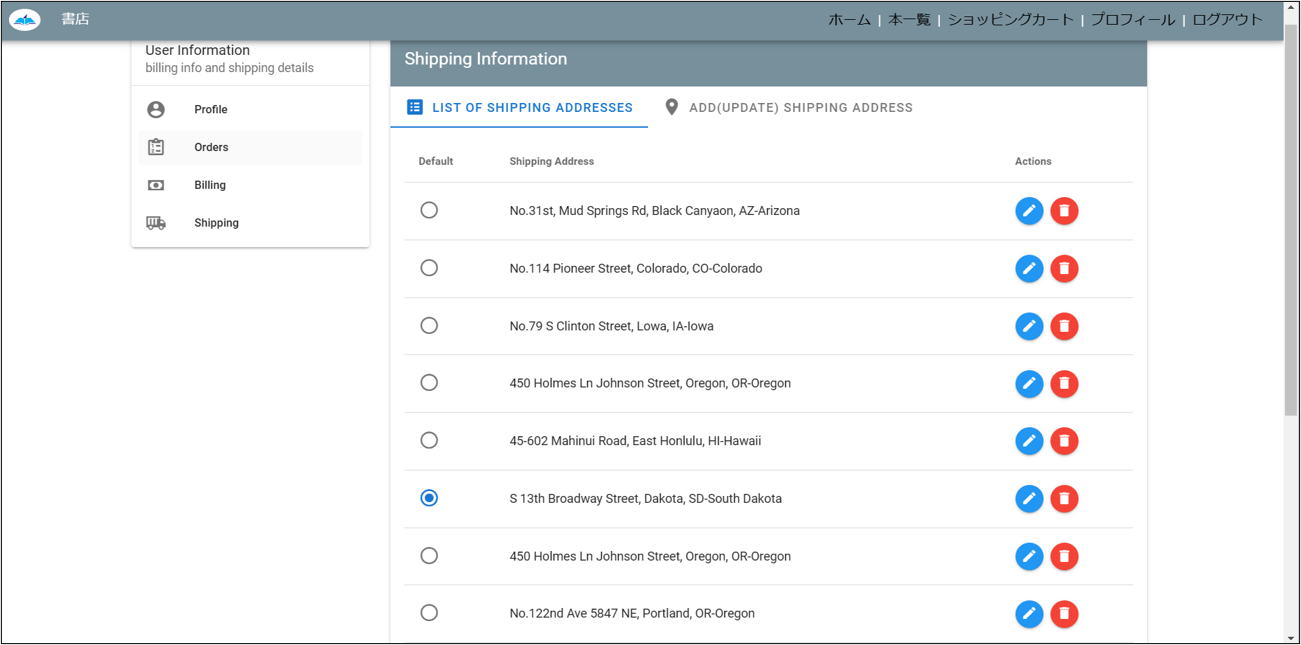 書店
ホーム | 本一覧 | ショッピングカート | プロフィール | ログアウト
User Information
billing info and shipping details
Profile
Orders
Billing
Shipping
Shipping Information
LIST OF SHIPPING ADDRESSES
ADD(UPDATE) SHIPPING ADDRESS
Default Shipping Address Actions
No.31st, Mud Springs Rd, Black Canyaon, AZ-Arizona
No.114 Pioneer Street, Colorado, CO-Colorado
No.79 S Clinton Street, Lowa, IA-Iowa
450 Holmes Ln Johnson Street, Oregon, OR-Oregon
45-602 Mahinui Road, East Honlulu, HI-Hawaii
S 13th Broadway Street, Dakota, SD-South Dakota
450 Holmes Ln Johnson Street, Oregon, OR-Oregon
No.122nd Ave 5847 NE, Portland, OR-Oregon